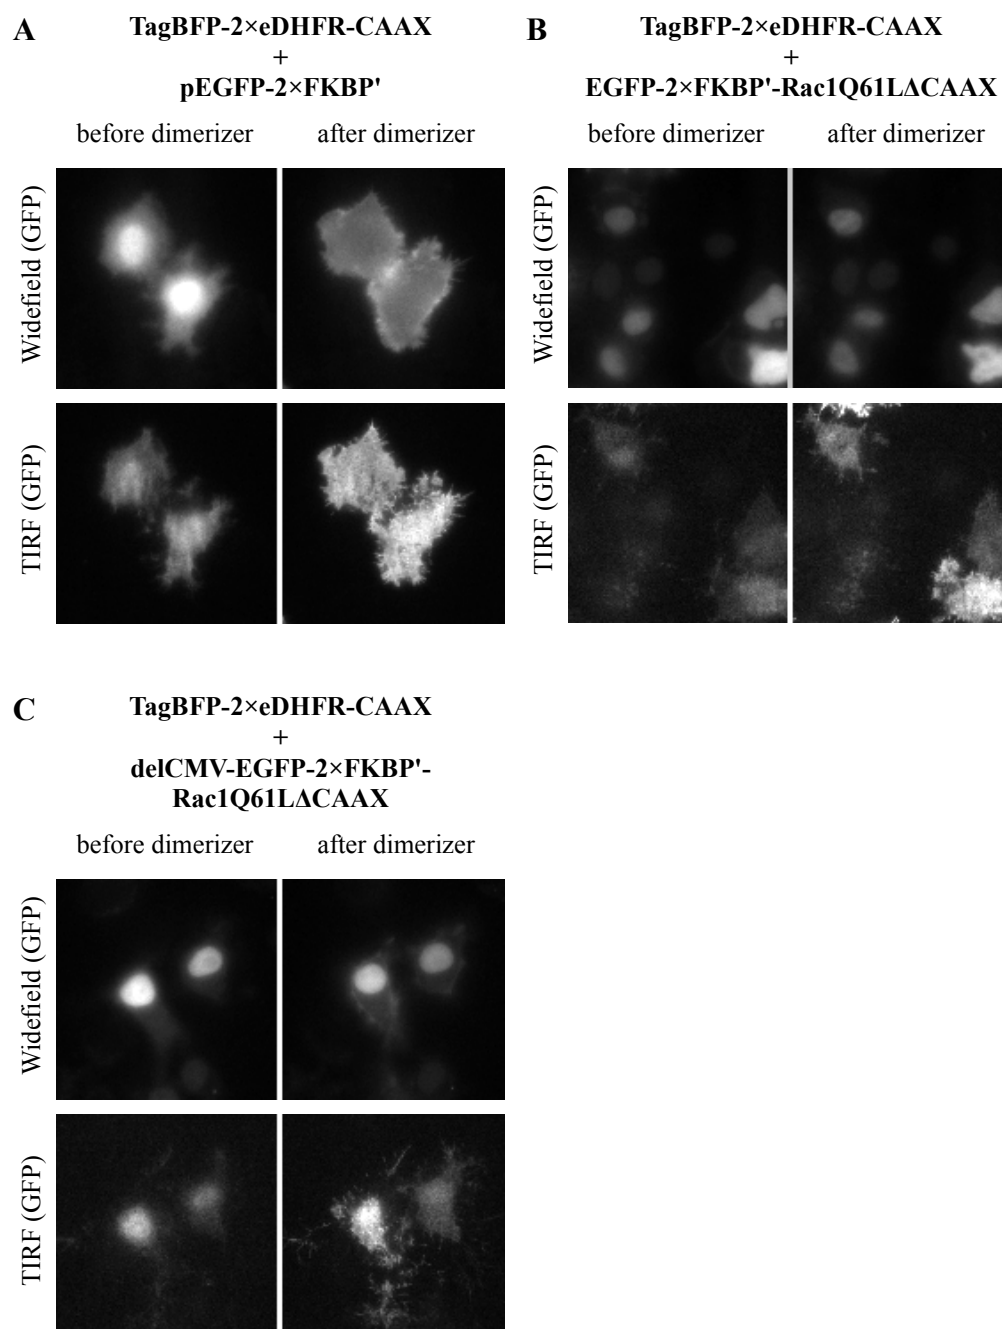 A
TagBFP-2×eDHFR-CAAX
+
pEGFP-2×FKBP'
before dimerizer after dimerizer
Widefield (GFP)
TIRF (GFP)
B
TagBFP-2×eDHFR-CAAX
+
EGFP-2×FKBP'-Rac1Q61LΔCAAX
before dimerizer after dimerizer
Widefield (GFP)
TIRF (GFP)
C
TagBFP-2×eDHFR-CAAX
+
delCMV-EGFP-2×FKBP'-
Rac1Q61LΔCAAX
before dimerizer after dimerizer
Widefield (GFP)
TIRF (GFP)